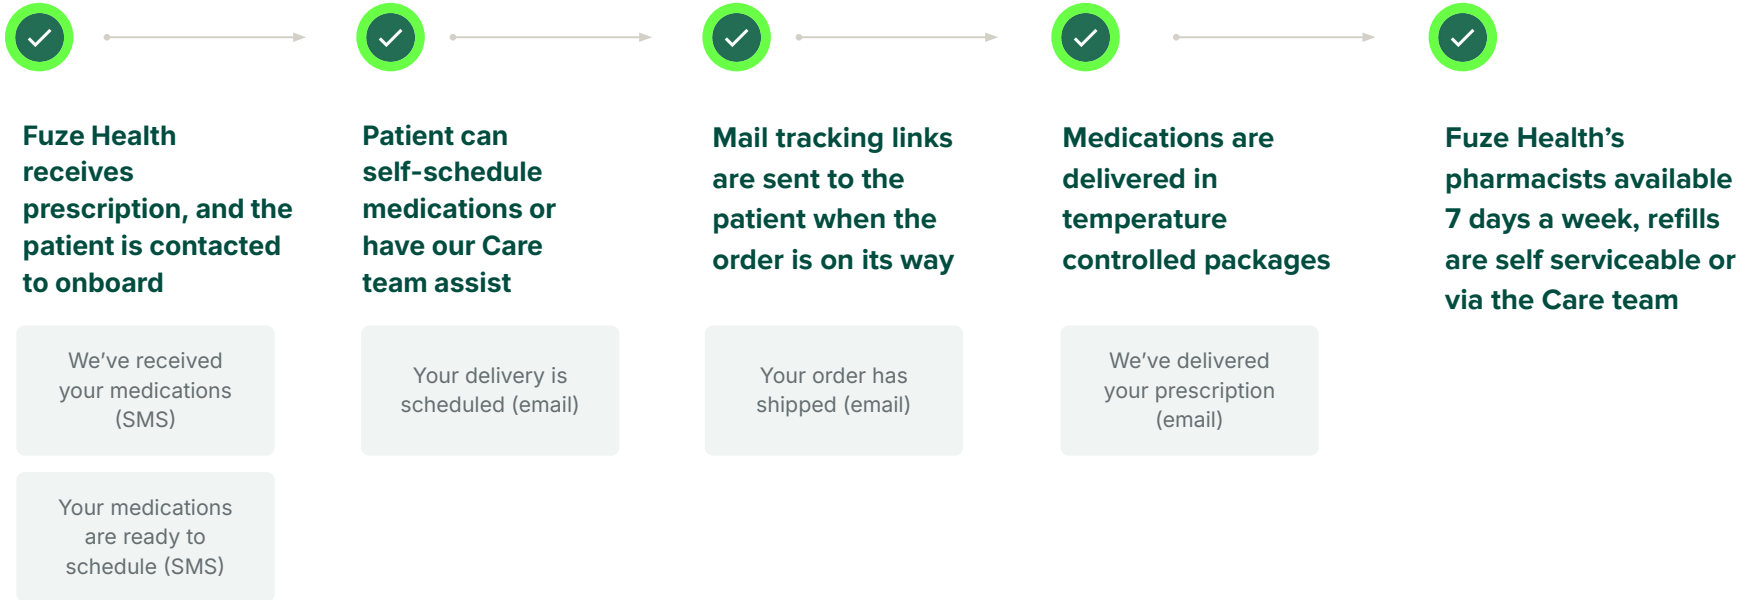 Fuze Health
receives
prescription, and the
patient is contacted
to onboard
We’ve received
your medications
(SMS)
Your medications
are ready to
schedule (SMS)
Patient can
self-schedule
medications or
have our Care
team assist
Your delivery is
scheduled (email)
Mail tracking links
are sent to the
patient when the
order is on its way
Your order has
shipped (email)
Medications are
delivered in
temperature
controlled packages
We’ve delivered
your prescription
(email)
Fuze Health’s
pharmacists available
7 days a week, refills
are self serviceable or
via the Care team